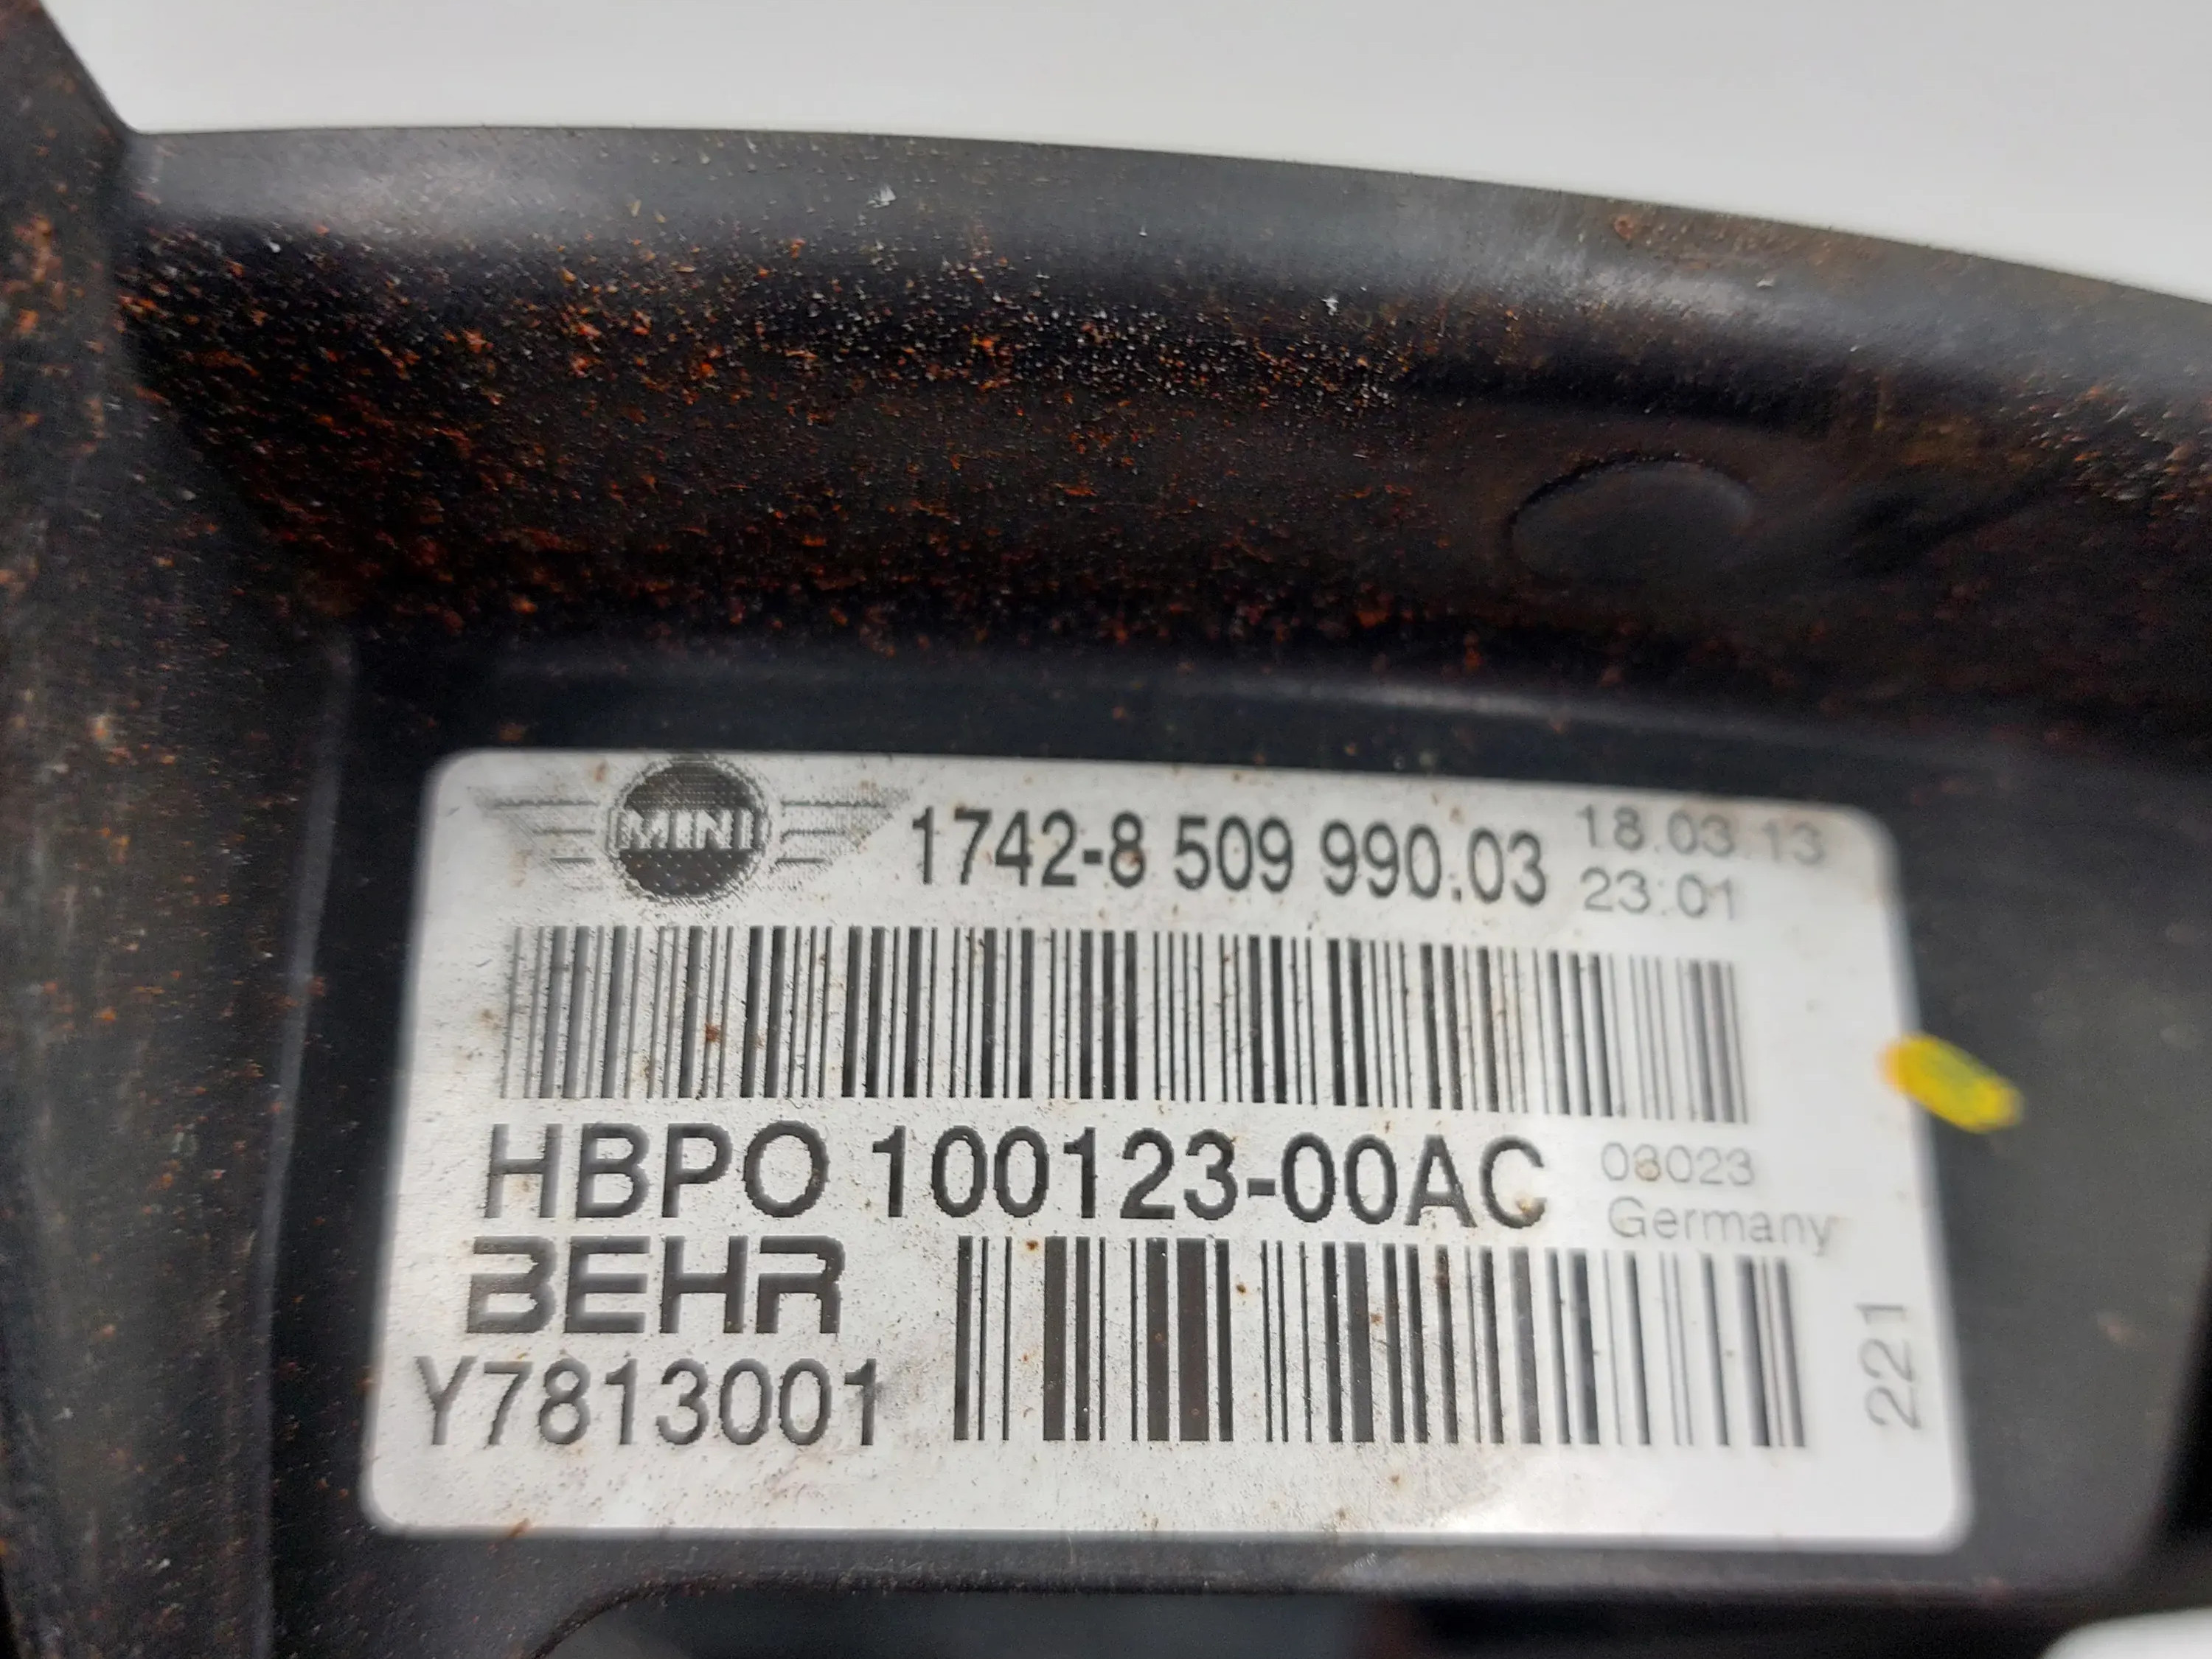 MINI
1742-8 509 990.03
18.03.13
23:01
HBPO 100123-00AC
08023
Germany
BEHR
Y7813001
221